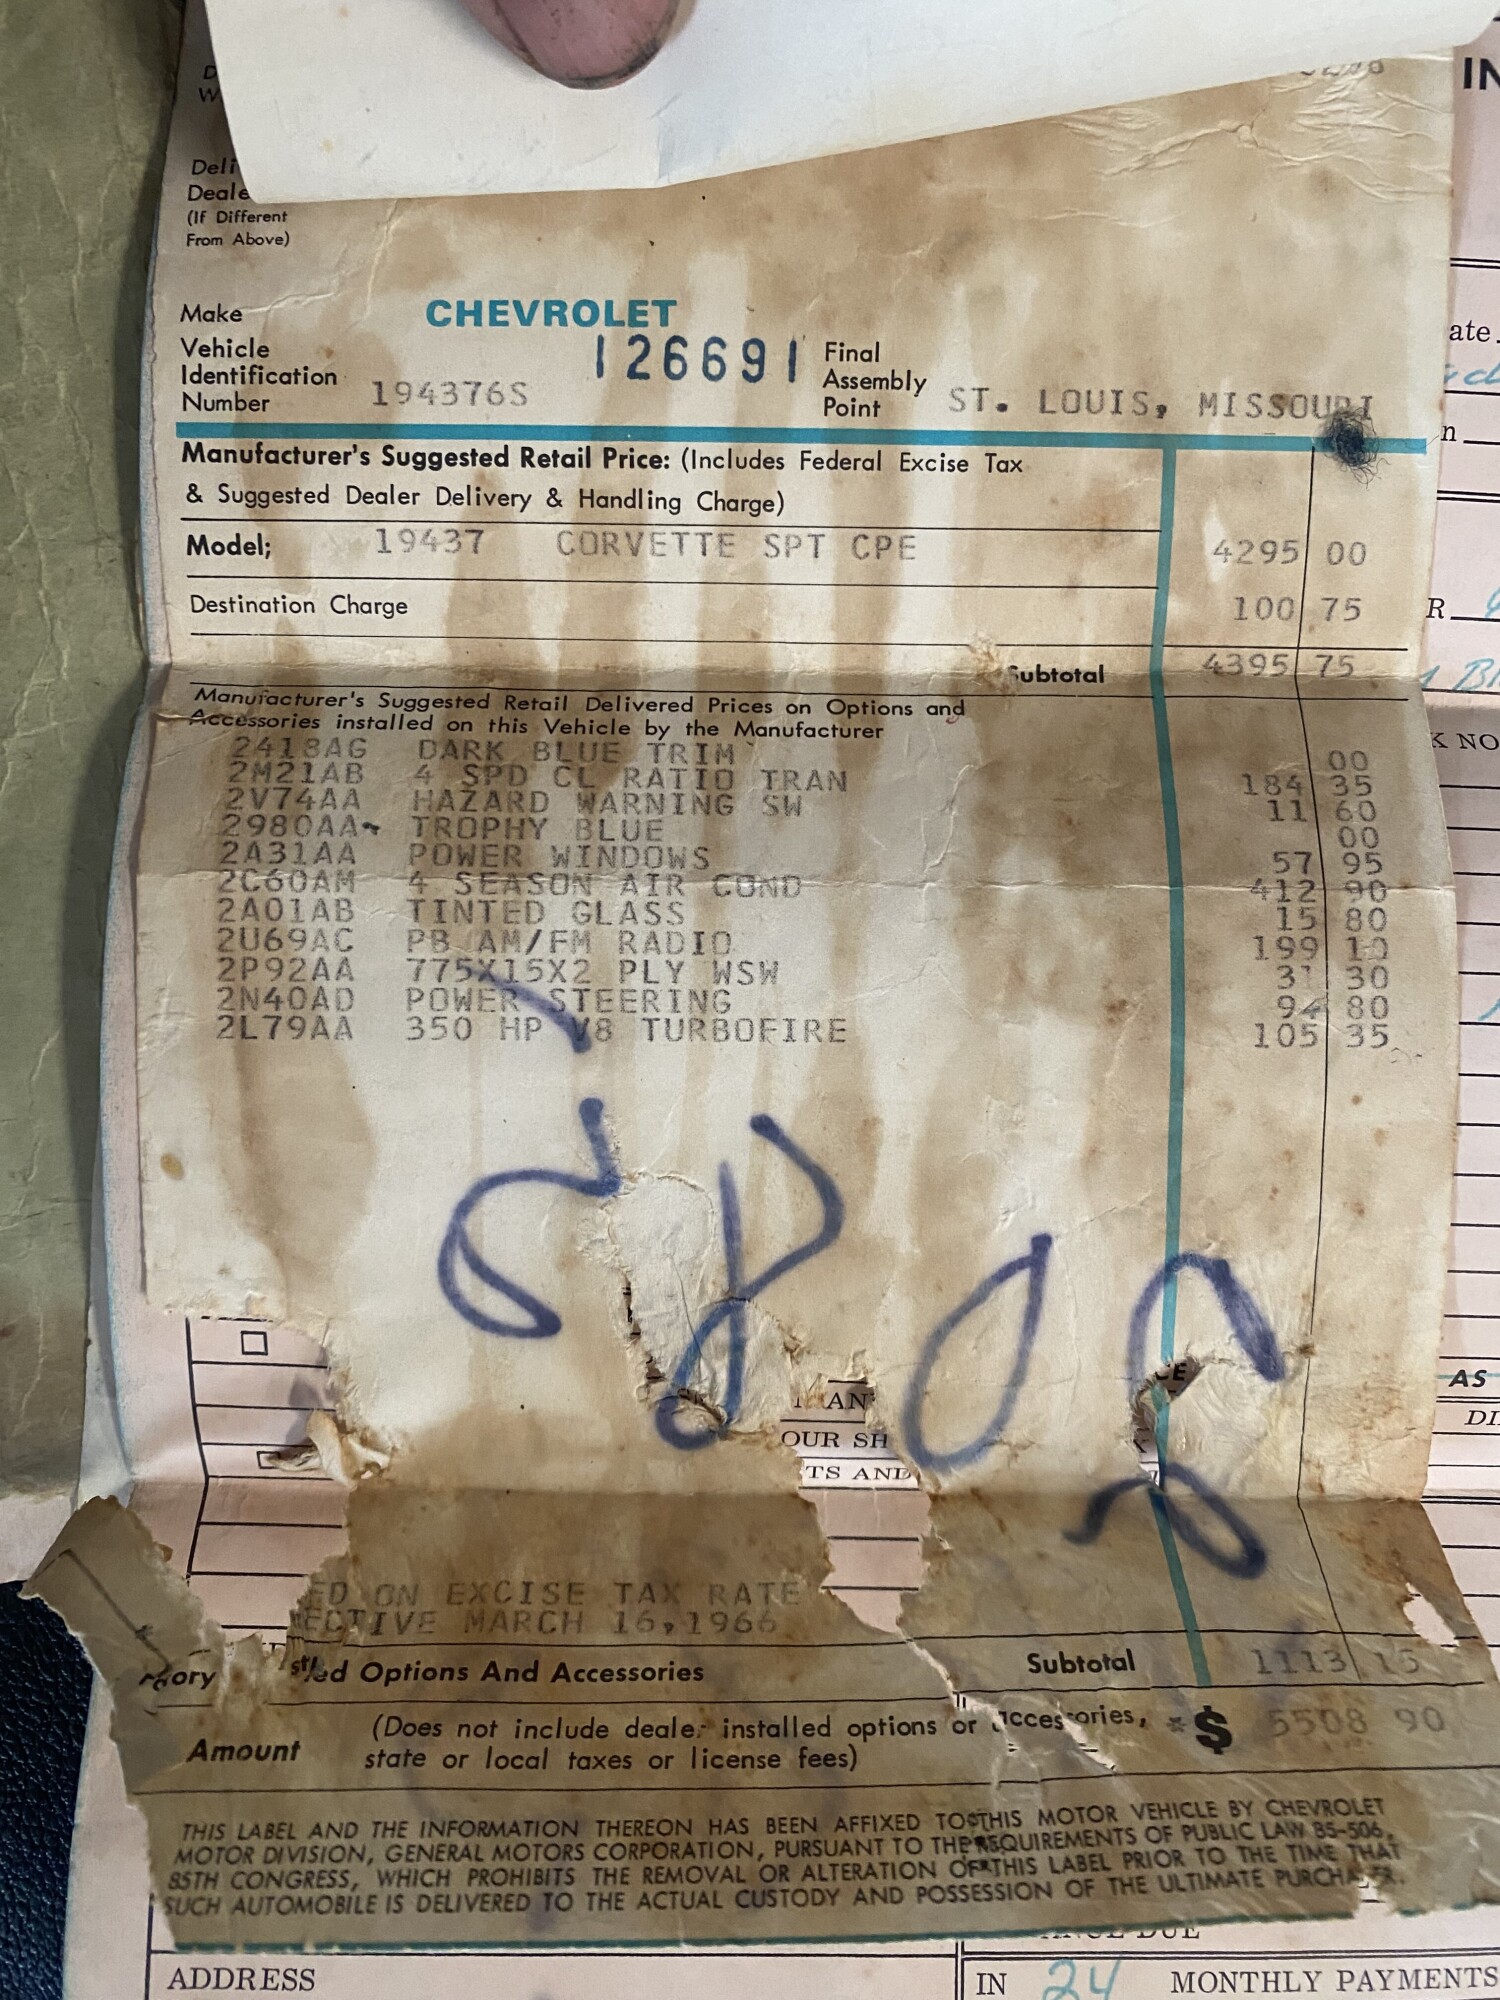 Deale
(If Different
From Above)
Make CHEVROLET
Vehicle Identification Number 194376S 126691 Final Assembly Point ST. LOUIS, MISSOURI
Manufacturer's Suggested Retail Price: (Includes Federal Excise Tax
& Suggested Dealer Delivery & Handling Charge)
Model; 19437 CORVETTE SPT CPE 4295 00
Destination Charge 100 75
Subtotal 4395 75
Manufacturer's Suggested Retail Delivered Prices on Options and
Accessories installed on this Vehicle by the Manufacturer
2418AG DARK BLUE TRIM 00
2M21AB 4 SPD CL RATIO TRAN 184 35
2V74AA HAZARD WARNING SW 11 60
2980AA TROPHY BLUE 00
2A31AA POWER WINDOWS 57 95
2C60AM 4 SEASON AIR COND 412 90
2A01AB TINTED GLASS 15 80
2U69AC PB AM/FM RADIO 199 10
2P92AA 775X15X2 PLY WSW 31 30
2N40AD POWER STEERING 94 80
2L79AA 350 HP V8 TURBOFIRE 105 35
OUR SH
TS AND
AS
ED ON EXCISE TAX RATE
ECTIVE MARCH 16,1966
ed Options And Accessories Subtotal 1113 15
Amount (Does not include dealer installed options or accessories, *$ 5508 90
state or local taxes or license fees)
THIS LABEL AND THE INFORMATION THEREON HAS BEEN AFFIXED TO THIS MOTOR VEHICLE BY CHEVROLET
MOTOR DIVISION, GENERAL MOTORS CORPORATION, PURSUANT TO THE REQUIREMENTS OF PUBLIC LAW 85-506,
85TH CONGRESS, WHICH PROHIBITS THE REMOVAL OR ALTERATION OF THIS LABEL PRIOR TO THE TIME THAT
SUCH AUTOMOBILE IS DELIVERED TO THE ACTUAL CUSTODY AND POSSESSION OF THE ULTIMATE PURCHASER.
ADDRESS IN 24 MONTHLY PAYMENTS